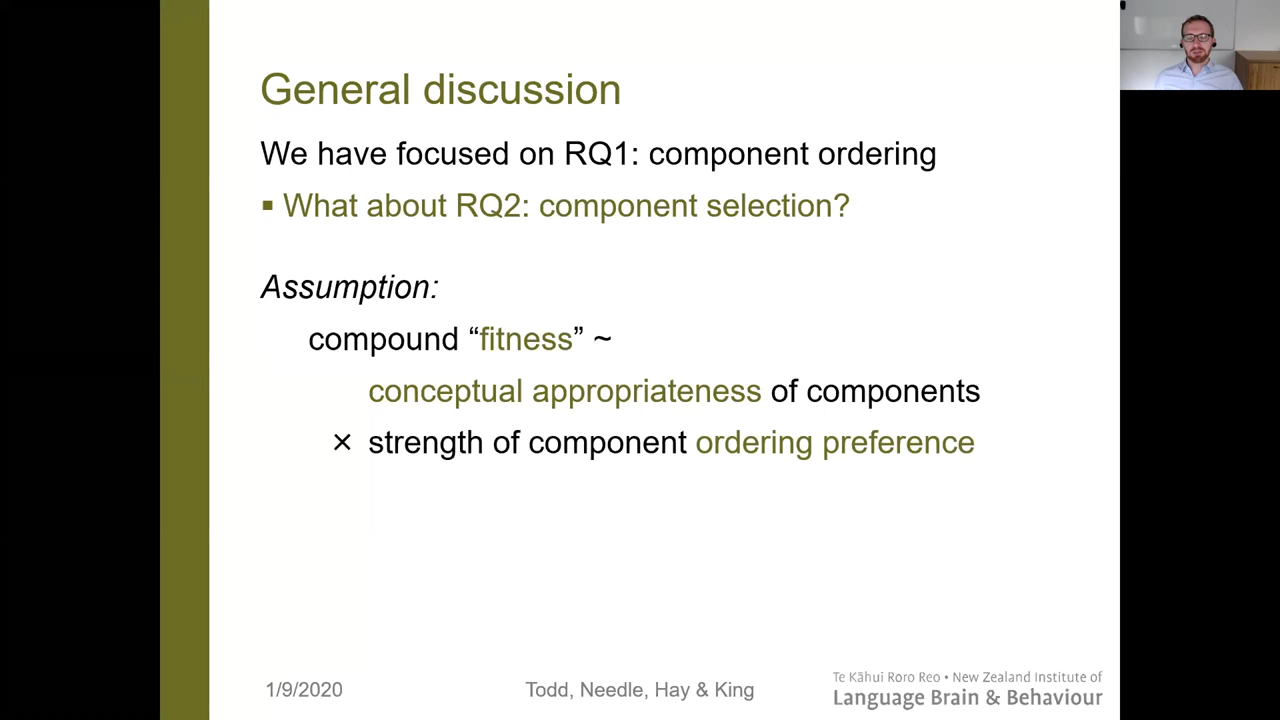 General discussion
We have focused on RQ1: component ordering
▪ What about RQ2: component selection?
Assumption:
compound “fitness” ~
conceptual appropriateness of components
× strength of component ordering preference
1/9/2020
Todd, Needle, Hay & King
Te Kāhui Roro Reo • New Zealand Institute of
Language Brain & Behaviour